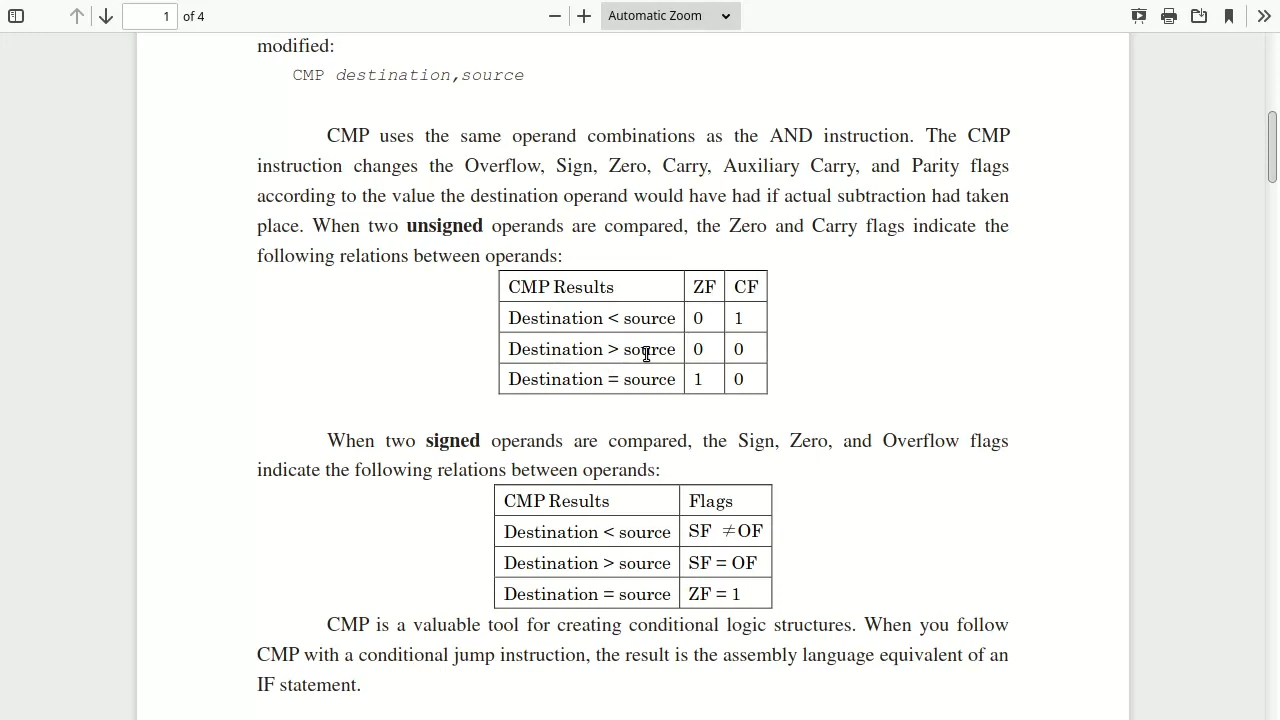 1 of 4
Automatic Zoom
modified:
CMP destination,source
CMP uses the same operand combinations as the AND instruction. The CMP
instruction changes the Overflow, Sign, Zero, Carry, Auxiliary Carry, and Parity flags
according to the value the destination operand would have had if actual subtraction had taken
place. When two unsigned operands are compared, the Zero and Carry flags indicate the
following relations between operands:
CMP Results ZF CF
Destination < source 0 1
Destination > source 0 0
Destination = source 1 0
When two signed operands are compared, the Sign, Zero, and Overflow flags
indicate the following relations between operands:
CMP Results Flags
Destination < source SF ≠OF
Destination > source SF = OF
Destination = source ZF = 1
CMP is a valuable tool for creating conditional logic structures. When you follow
CMP with a conditional jump instruction, the result is the assembly language equivalent of an
IF statement.